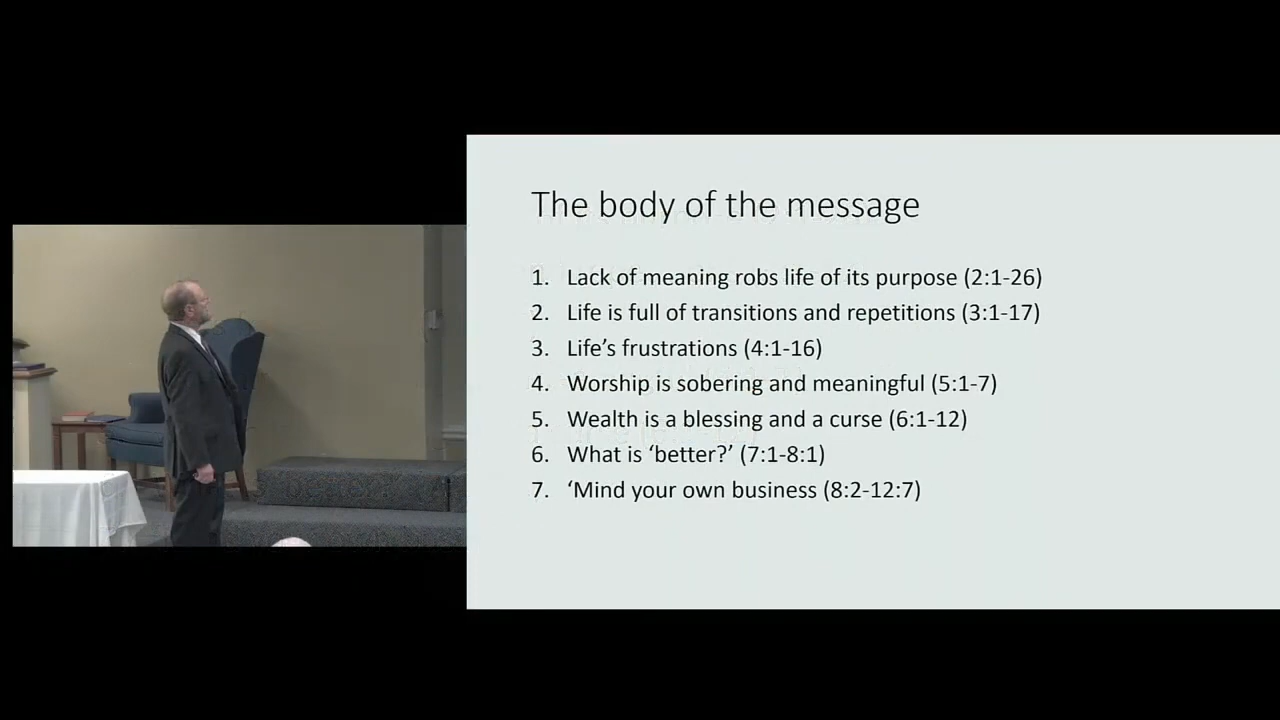 The body of the message
1. Lack of meaning robs life of its purpose (2:1-26)
2. Life is full of transitions and repetitions (3:1-17)
3. Life’s frustrations (4:1-16)
4. Worship is sobering and meaningful (5:1-7)
5. Wealth is a blessing and a curse (6:1-12)
6. What is ‘better?’ (7:1-8:1)
7. ‘Mind your own business (8:2-12:7)